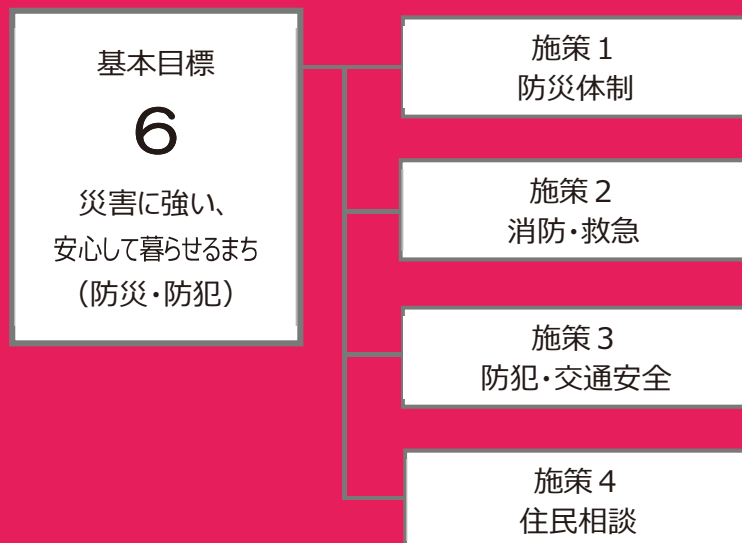 基本目標
6
災害に強い、
安心して暮らせるまち
（防災・防犯）
施策１
防災体制
施策２
消防・救急
施策３
防犯・交通安全
施策４
住民相談